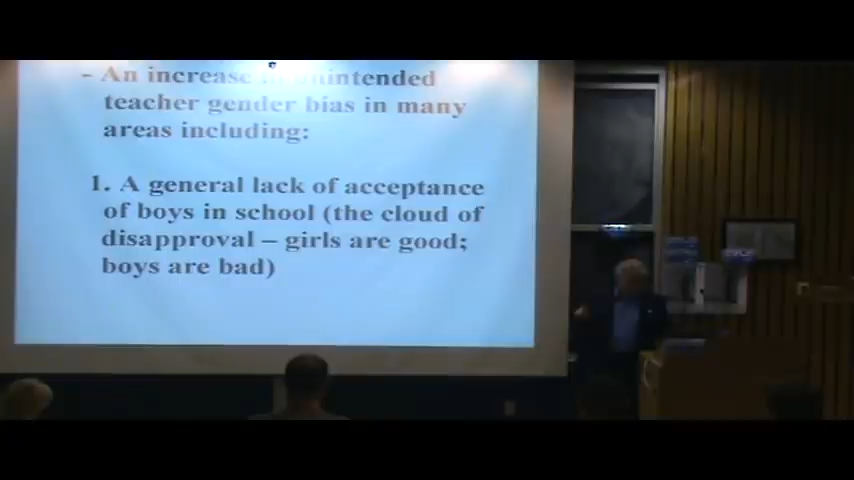 - An increase in unintended
teacher gender bias in many
areas including:
1. A general lack of acceptance
of boys in school (the cloud of
disapproval – girls are good;
boys are bad)